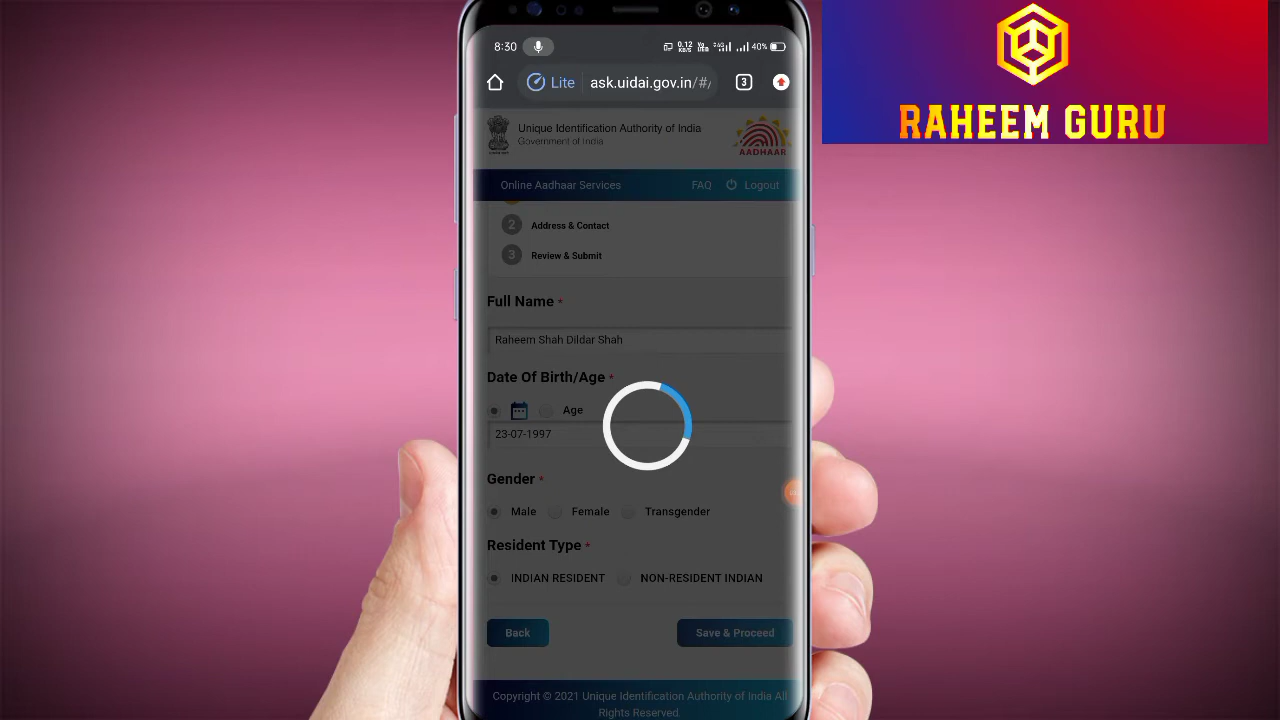 8:30
0.12
KB/S
40%
RAHEEM GURU
Lite
ask.uidai.gov.in/#/
3
Unique Identification Authority of India
Government of India
AADHAAR
Online Aadhaar Services
FAQ
Logout
2
Address & Contact
3
Review & Submit
Full Name *
Raheem Shah Dildar Shah
Date Of Birth/Age *
Age
23-07-1997
Gender *
Male Female Transgender
Resident Type *
INDIAN RESIDENT NON-RESIDENT INDIAN
Back
Save & Proceed
Copyright © 2021 Unique Identification Authority of India All
Rights Reserved.